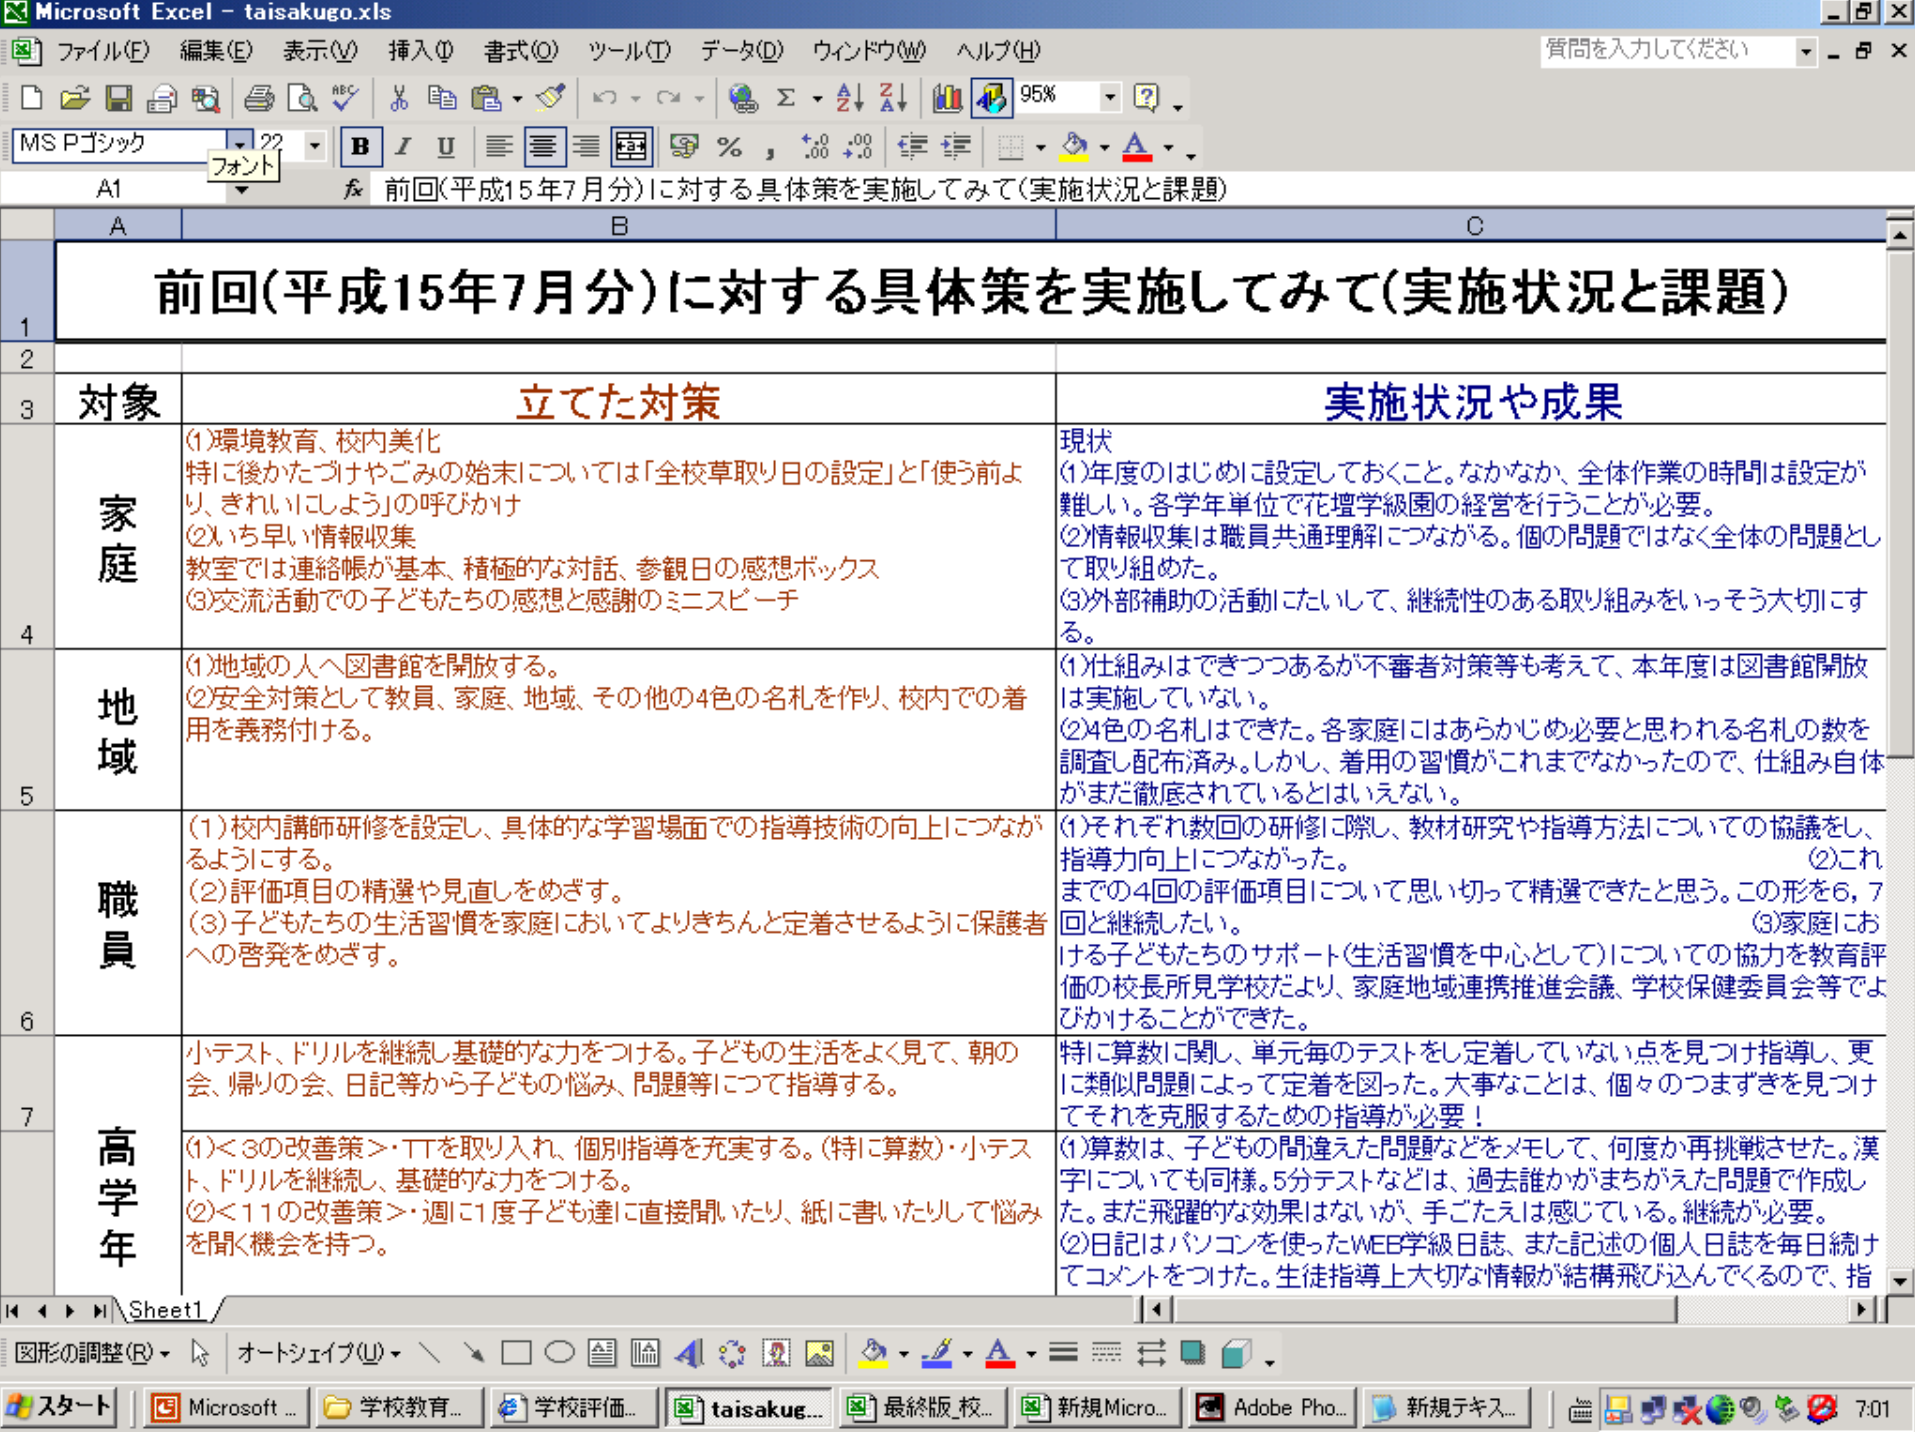 Microsoft Excel - taisakugo.xls
ファイル(F) 編集(E) 表示(V) 挿入(I) 書式(O) ツール(T) データ(D) ウィンドウ(W) ヘルプ(H)
質問を入力してください
95%
MS Pゴシック
22
B I U
フォント
A1
fx 前回(平成15年7月分)に対する具体策を実施してみて(実施状況と課題)
A B C
1 前回(平成15年7月分)に対する具体策を実施してみて(実施状況と課題)
2
3 対象 立てた対策 実施状況や成果
4 家庭
(1)環境教育、校内美化
特に後かたづけやごみの始末については「全校草取り日の設定」と「使う前よ
り、きれいにしよう」の呼びかけ
(2)いち早い情報収集
教室では連絡帳が基本、積極的な対話、参観日の感想ボックス
(3)交流活動での子どもたちの感想と感謝のミニスピーチ
現状
(1)年度のはじめに設定しておくこと。なかなか、全体作業の時間は設定が
難しい。各学年単位で花壇学級園の経営を行うことが必要。
(2)情報収集は職員共通理解につながる。個の問題ではなく全体の問題とし
て取り組めた。
(3)外部補助の活動にたいして、継続性のある取り組みをいっそう大切にす
る。
5 地域
(1)地域の人へ図書館を開放する。
(2)安全対策として教員、家庭、地域、その他の4色の名札を作り、校内での着
用を義務付ける。
(1)仕組みはできつつあるが不審者対策等も考えて、本年度は図書館開放
は実施していない。
(2)4色の名札はできた。各家庭にはあらかじめ必要と思われる名札の数を
調査し配布済み。しかし、着用の習慣がこれまでなかったので、仕組み自体
がまだ徹底されているとはいえない。
6 職員
(1)校内講師研修を設定し、具体的な学習場面での指導技術の向上につなが
るようにする。
(2)評価項目の精選や見直しをめざす。
(3)子どもたちの生活習慣を家庭においてよりきちんと定着させるように保護者
への啓発をめざす。
(1)それぞれ数回の研修に際し、教材研究や指導方法についての協議をし、
指導力向上につながった。 (2)これ
までの4回の評価項目について思い切って精選できたと思う。この形を6,7
回と継続したい。 (3)家庭にお
ける子どもたちのサポート(生活習慣を中心として)についての協力を教育評
価の校長所見学校だより、家庭地域連携推進会議、学校保健委員会等でよ
びかけることができた。
7 高学年
小テスト、ドリルを継続し基礎的な力をつける。子どもの生活をよく見て、朝の
会、帰りの会、日記等から子どもの悩み、問題等につて指導する。
特に算数に関し、単元毎のテストをし定着していない点を見つけ指導し、更
に類似問題によって定着を図った。大事なことは、個々のつまずきを見つけ
てそれを克服するための指導が必要!
(1)<3の改善策>・TTを取り入れ、個別指導を充実する。(特に算数)・小テス
ト、ドリルを継続し、基礎的な力をつける。
(2)<11の改善策>・週に1度子ども達に直接聞いたり、紙に書いたりして悩み
を聞く機会を持つ。
(1)算数は、子どもの間違えた問題などをメモして、何度か再挑戦させた。漢
字についても同様。5分テストなどは、過去誰かがまちがえた問題で作成し
た。まだ飛躍的な効果はないが、手ごたえは感じている。継続が必要。
(2)日記はパソコンを使ったWEB学級日誌、また記述の個人日誌を毎日続け
てコメントをつけた。生徒指導上大切な情報が結構飛び込んでくるので、指
Sheet1
図形の調整(R) オートシェイプ(U)
スタート
Microsoft ...
学校教育...
学校評価...
taisakug...
最終版_校...
新規Micro...
Adobe Pho...
新規テキス...
7:01